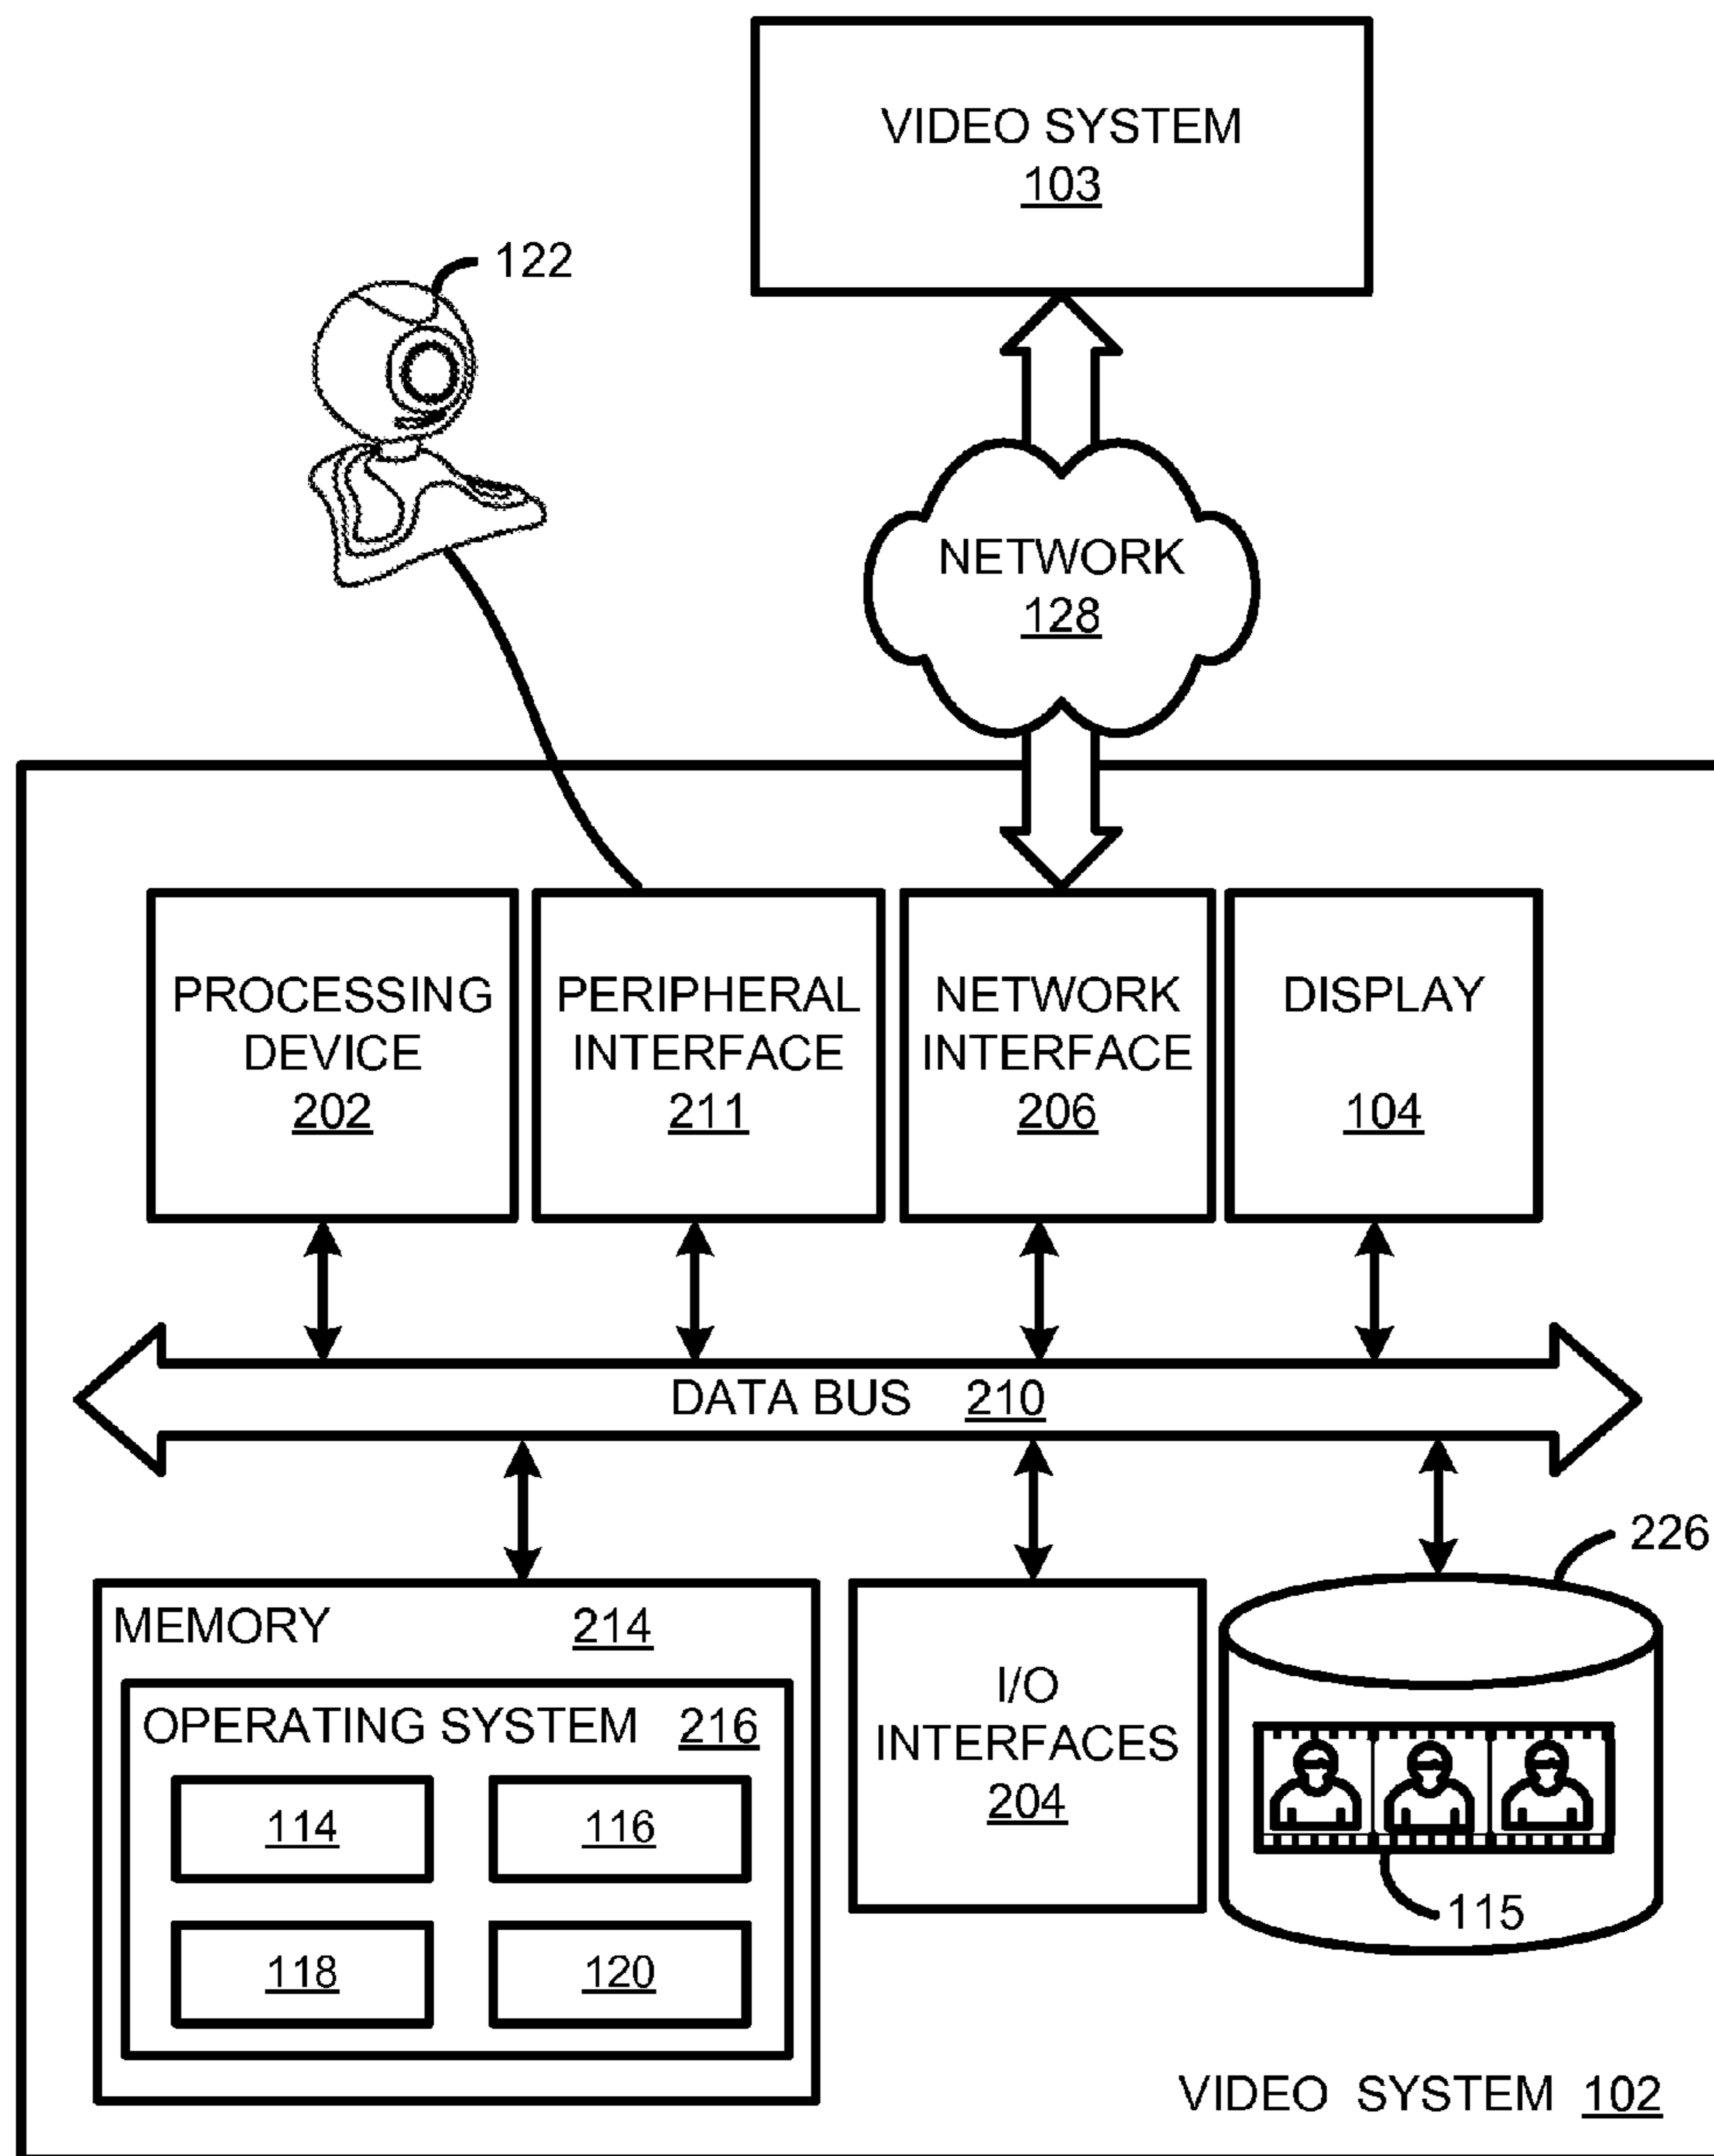 VIDEO SYSTEM
103
122
NETWORK
128
PROCESSING
DEVICE
202
PERIPHERAL
INTERFACE
211
NETWORK
INTERFACE
206
DISPLAY
104
DATA BUS 210
226
MEMORY 214
OPERATING SYSTEM 216
114
116
118
120
I/O
INTERFACES
204
115
VIDEO SYSTEM 102